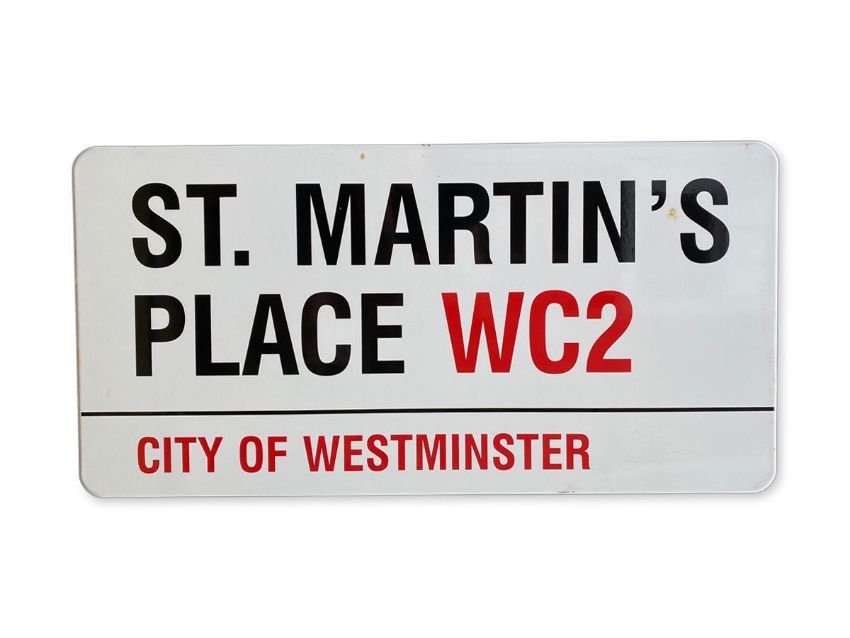 ST. MARTIN'S
PLACE WC2
CITY OF WESTMINSTER